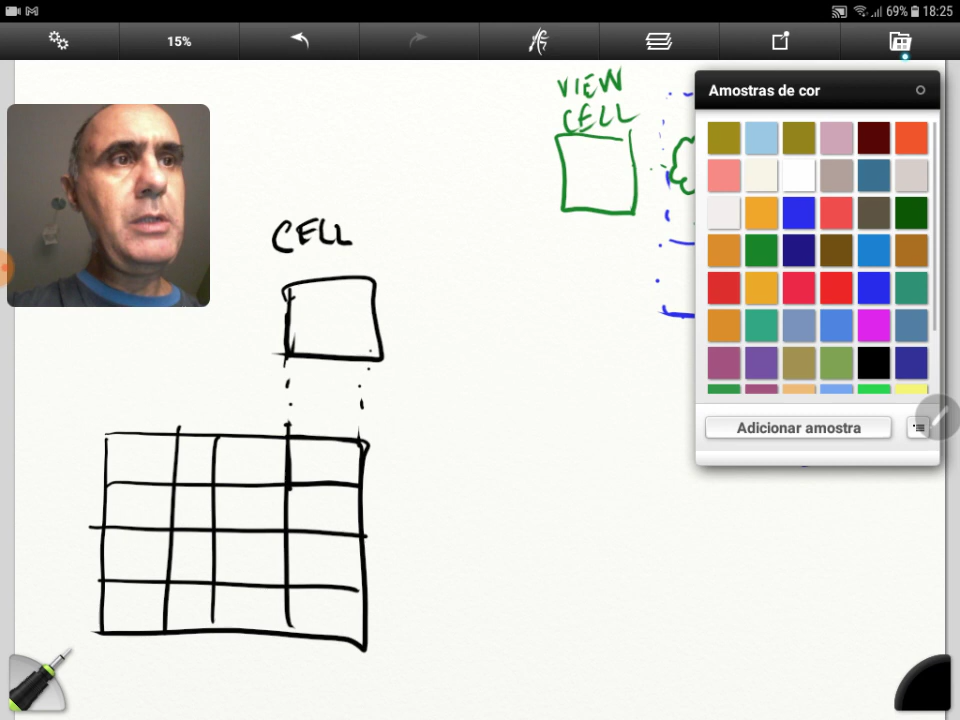 69% 18:25
15%
VIEW
CELL
Amostras de cor
CELL
Adicionar amostra